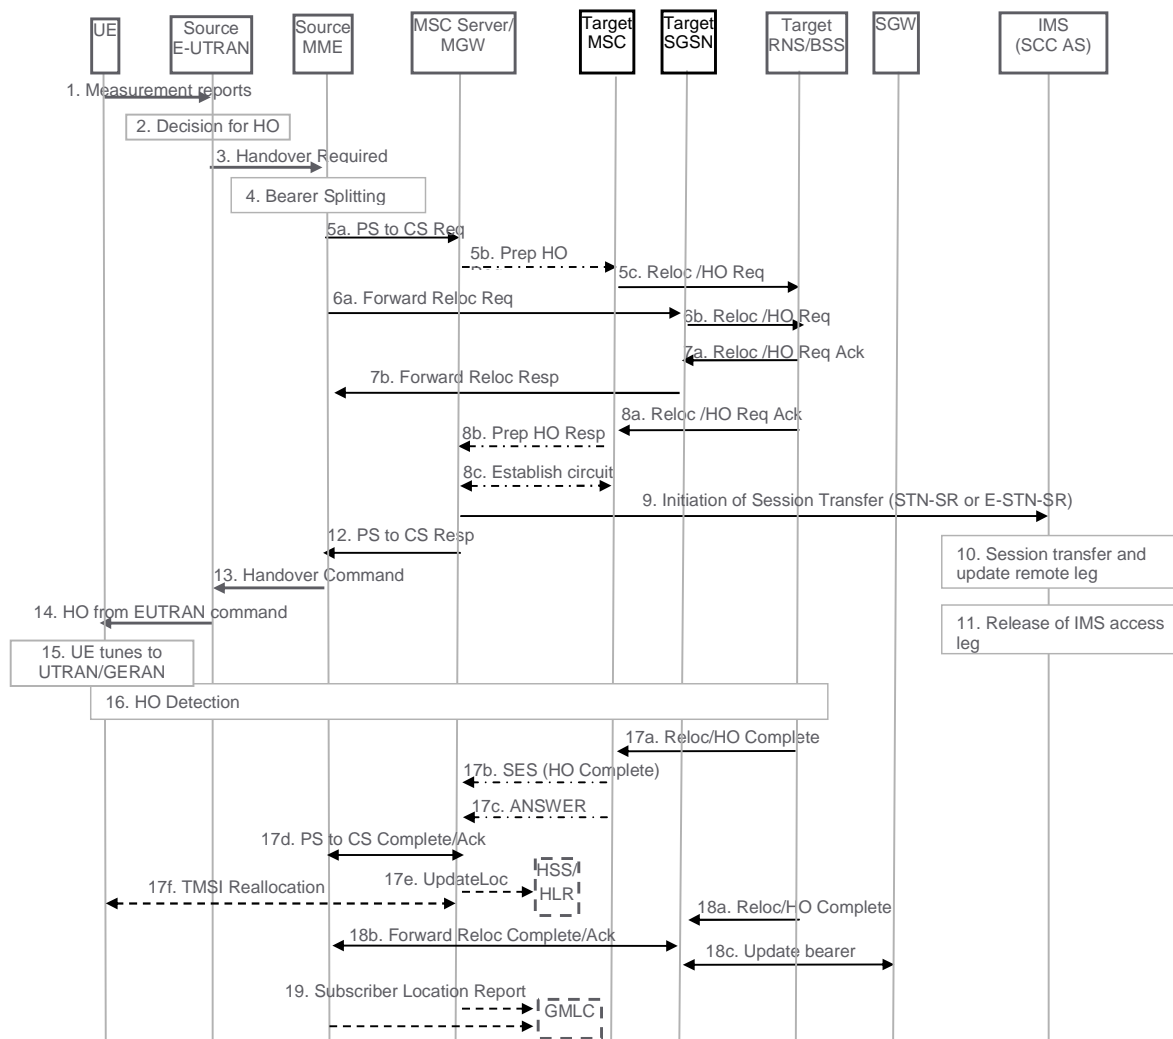 UE
Source
E-UTRAN
Source
MME
MSC Server/
MGW
Target
MSC
Target
SGSN
Target
RNS/BSS
SGW
IMS
(SCC AS)
1. Measurement reports
2. Decision for HO
3. Handover Required
4. Bearer Splitting
5a. PS to CS Req
5b. Prep HO
5c. Reloc /HO Req
6a. Forward Reloc Req
6b. Reloc /HO Req
7a. Reloc /HO Req Ack
7b. Forward Reloc Resp
8a. Reloc /HO Req Ack
8b. Prep HO Resp
8c. Establish circuit
9. Initiation of Session Transfer (STN-SR or E-STN-SR)
12. PS to CS Resp
10. Session transfer and
update remote leg
13. Handover Command
14. HO from EUTRAN command
11. Release of IMS access
leg
15. UE tunes to
UTRAN/GERAN
16. HO Detection
17a. Reloc/HO Complete
17b. SES (HO Complete)
17c. ANSWER
17d. PS to CS Complete/Ack
HSS/
HLR
17e. UpdateLoc
17f. TMSI Reallocation
18a. Reloc/HO Complete
18b. Forward Reloc Complete/Ack
18c. Update bearer
19. Subscriber Location Report
GMLC